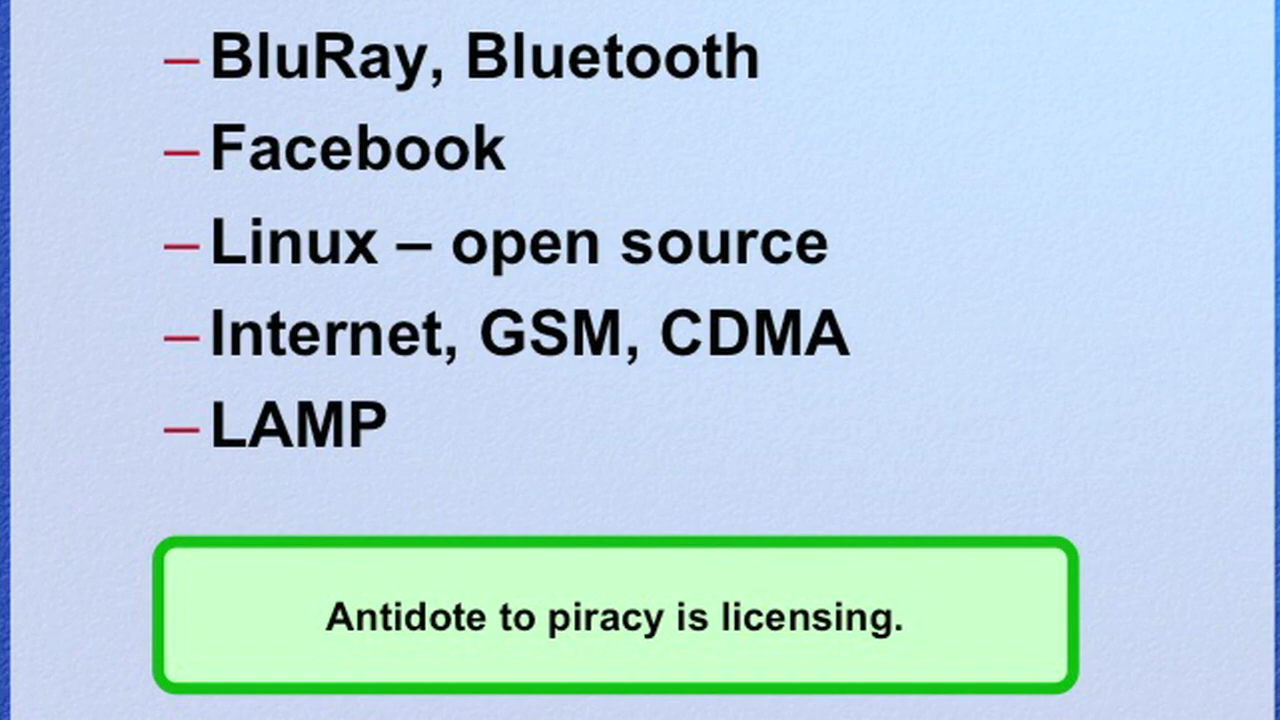 – BluRay, Bluetooth
– Facebook
– Linux – open source
– Internet, GSM, CDMA
– LAMP
Antidote to piracy is licensing.